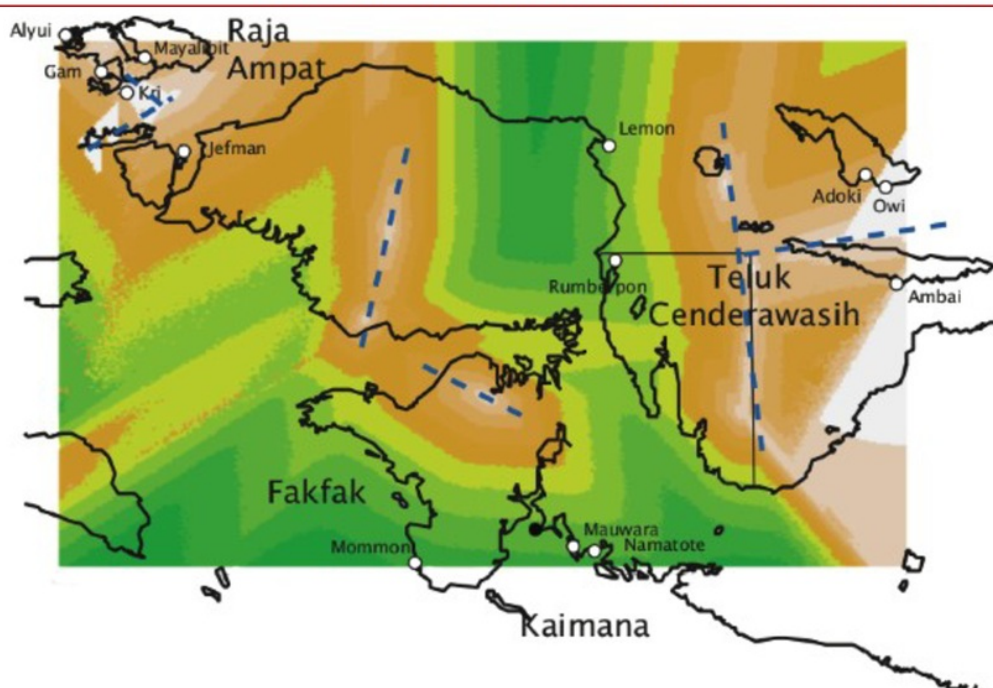 Alyui
Raja
Ampat
Mayalibit
Gam
Kri
Jefman
Lemon
Adoki
Owi
Rumberpon
Teluk
Cenderawasih
Ambai
Fakfak
Mommon
Mauwara
Namatote
Kaimana